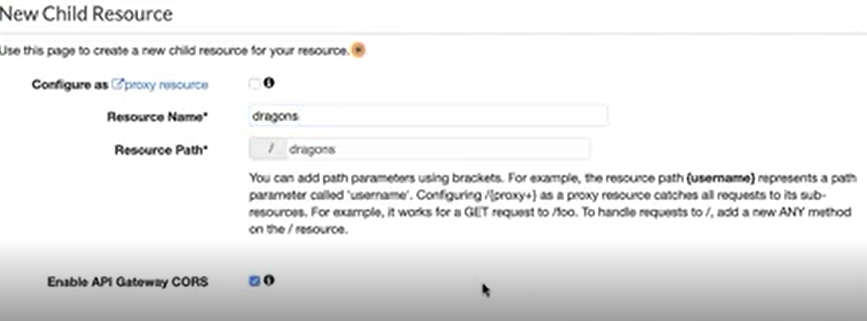 New Child Resource
Use this page to create a new child resource for your resource.
Configure as proxy resource
Resource Name*
dragons
Resource Path*
/ dragons
You can add path parameters using brackets. For example, the resource path {username} represents a path
parameter called 'username'. Configuring /{proxy+} as a proxy resource catches all requests to its sub-
resources. For example, it works for a GET request to /foo. To handle requests to /, add a new ANY method
on the / resource.
Enable API Gateway CORS